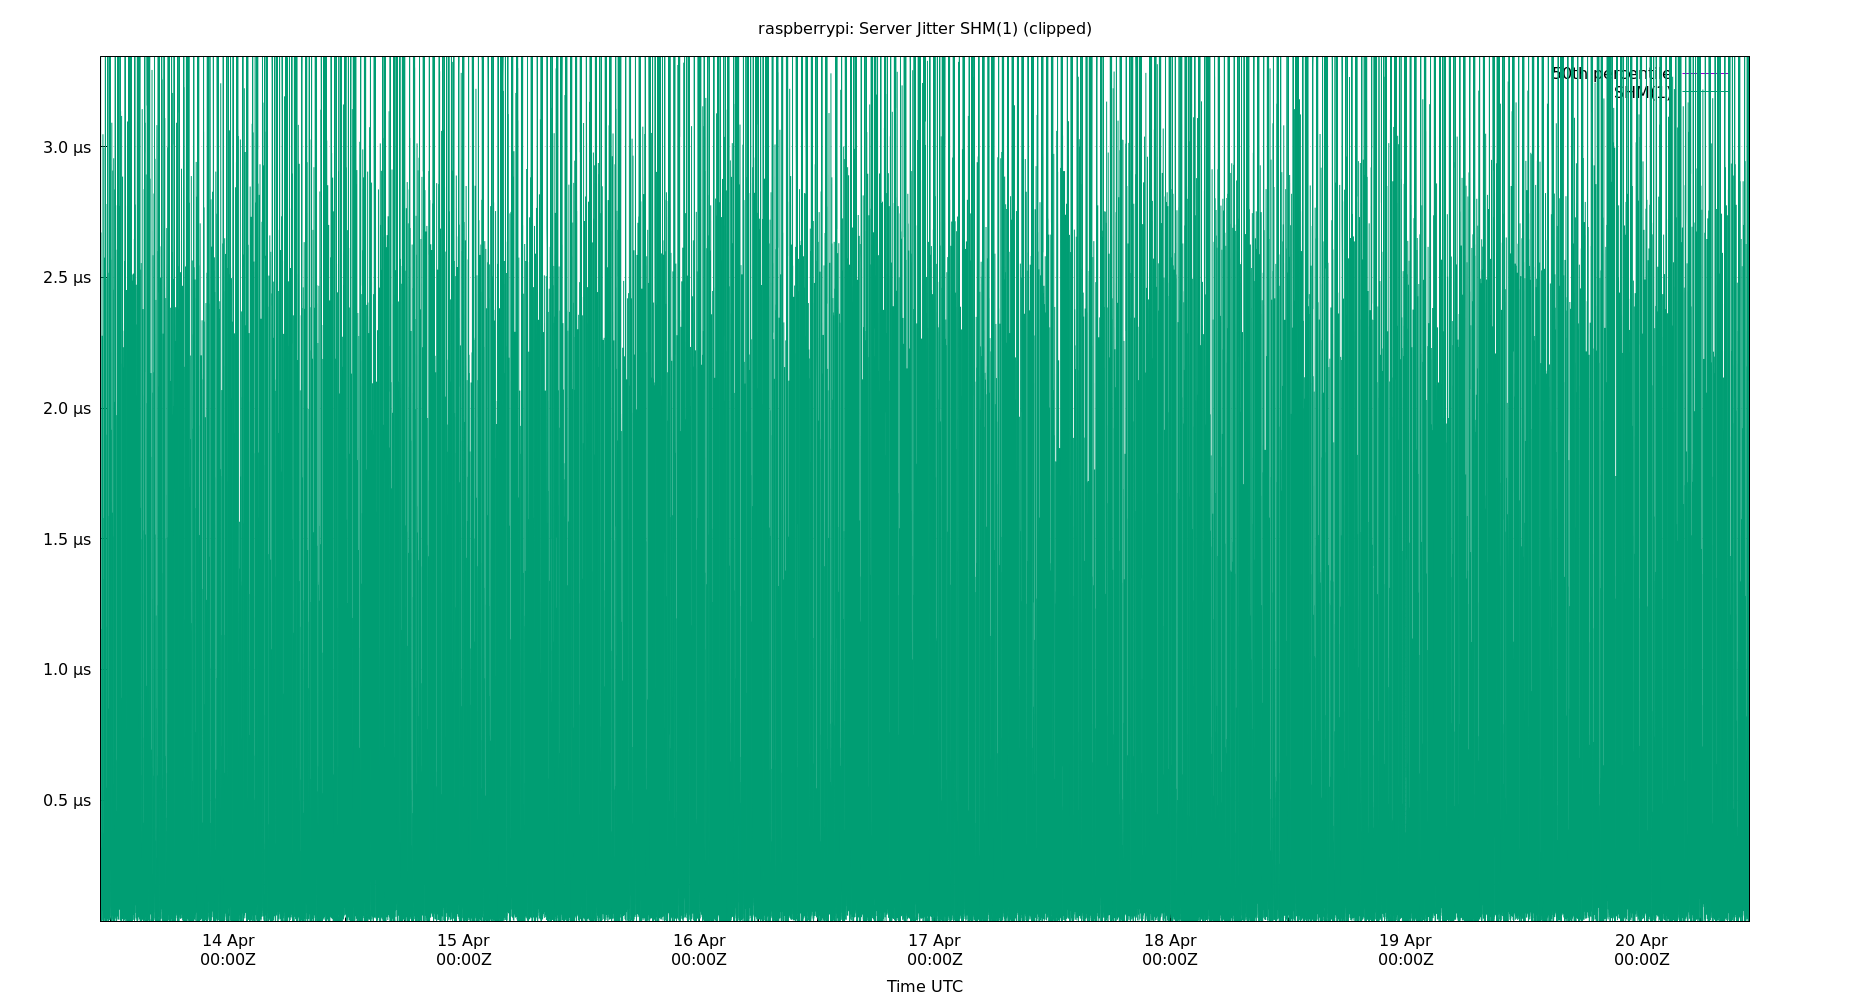 raspberrypi: Server Jitter SHM(1) (clipped)
50th percentile
SHM(1)
3.0 µs
2.5 µs
2.0 µs
1.5 µs
1.0 µs
0.5 µs
14 Apr 15 Apr 16 Apr 17 Apr 18 Apr 19 Apr 20 Apr
00:00Z 00:00Z 00:00Z 00:00Z 00:00Z 00:00Z 00:00Z
Time UTC